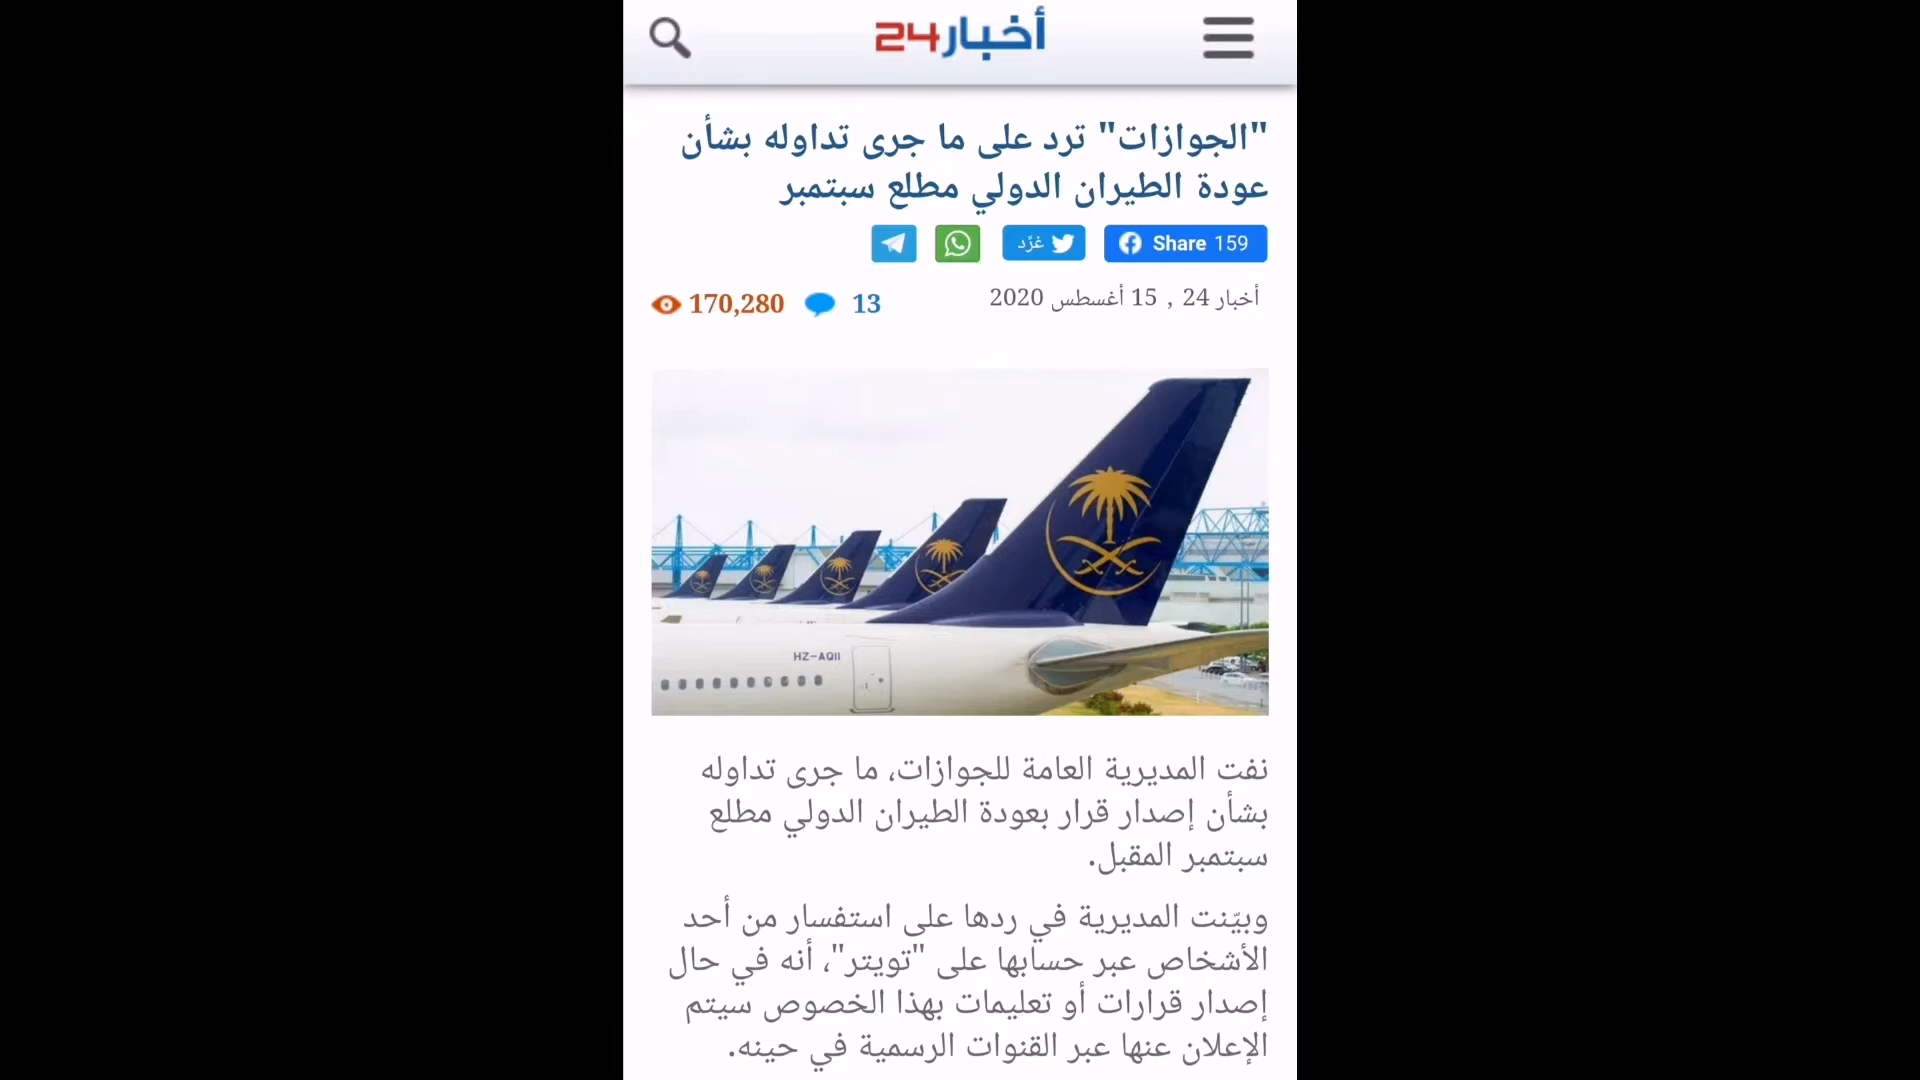 أخبار24
"الجوازات" ترد على ما جرى تداوله بشأن
عودة الطيران الدولي مطلع سبتمبر
Share 159
غرِّد
أخبار 24 , 15 أغسطس 2020
13
170,280
HZ-AQII
نفت المديرية العامة للجوازات، ما جرى تداوله
بشأن إصدار قرار بعودة الطيران الدولي مطلع
سبتمبر المقبل.
وبيّنت المديرية في ردها على استفسار من أحد
الأشخاص عبر حسابها على "تويتر"، أنه في حال
إصدار قرارات أو تعليمات بهذا الخصوص سيتم
الإعلان عنها عبر القنوات الرسمية في حينه.